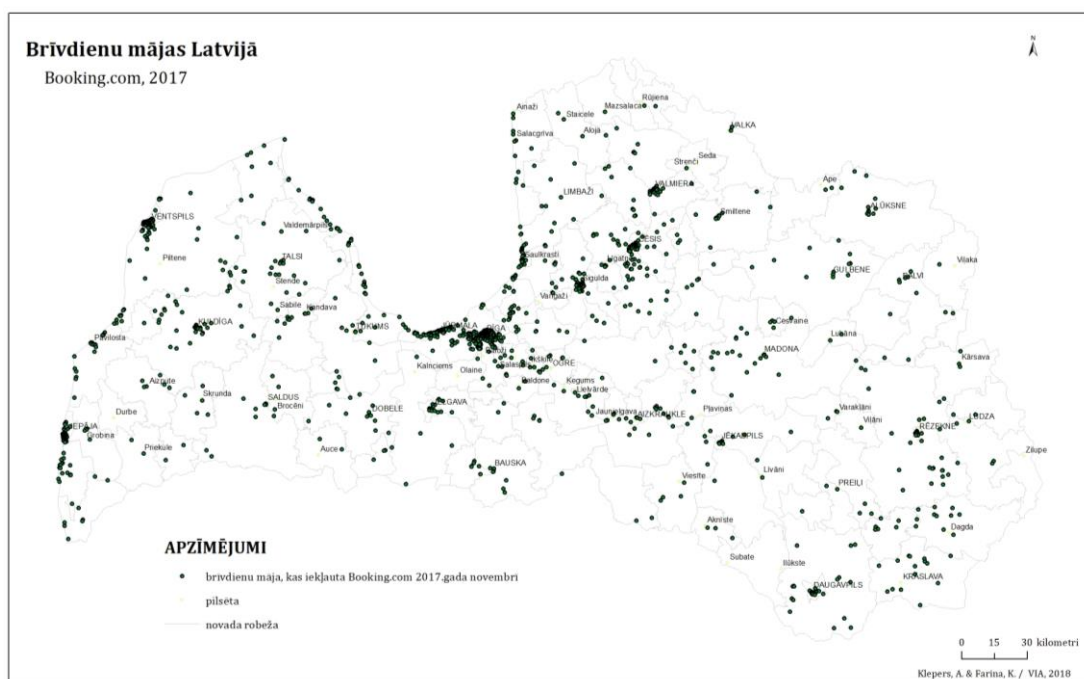 Brīvdienu mājas Latvijā
Booking.com, 2017
N
Rūjiena
Ainaži
Staicele
Mazsalaca
Salacgrīva
Aloja
VALKA
Seda
Strenči
Ape
VALMIERA
LIMBAŽI
Smiltene
ALŪKSNE
VENTSPILS
Valdemārpils
CĒSIS
Piltene
TALSI
Saulkrasti
Līgatne
Viļaka
GULBENE
BALVI
Stende
Sigulda
Vangaži
Sabile
Kandava
Cesvaine
KULDĪGA
TUKUMS
JŪRMALA
RĪGA
Lubāna
Pāvilosta
MADONA
Kārsava
Kalnciems
Olaine
Ikšķile
OGRE
Aizpute
Skrunda
Baldone
Ķegums
Lielvārde
SALDUS
Brocēni
JELGAVA
DOBELE
Jaunjelgava
AIZKRAUKLE
Pļaviņas
Varakļāni
Viļāni
LUDZA
Durbe
LIEPĀJA
Grobiņa
RĒZEKNE
JĒKABPILS
Priekule
Auce
Zilupe
BAUSKA
Viesīte
Līvāni
PREIĻI
Aknīste
Dagda
Subate
Ilūkste
KRĀSLAVA
DAUGAVPILS
APZĪMĒJUMI
brīvdienu māja, kas iekļauta Booking.com 2017.gada novembrī
pilsēta
novada robeža
0 15 30 kilometri
Klepers, A. & Farina, K. / VIA, 2018